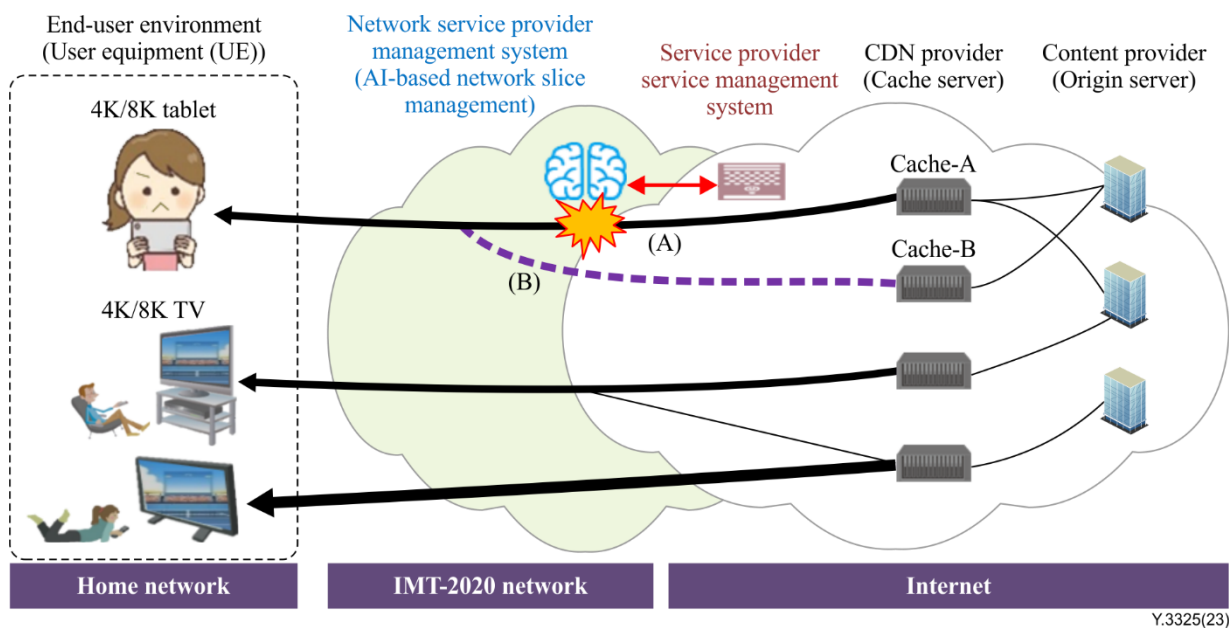 End-user environment
(User equipment (UE))
Network service provider
management system
(AI-based network slice
management)
Service provider
service management
system
CDN provider
(Cache server)
Content provider
(Origin server)
4K/8K tablet
Cache-A
(A)
Cache-B
(B)
4K/8K TV
Home network
IMT-2020 network
Internet
Y.3325(23)